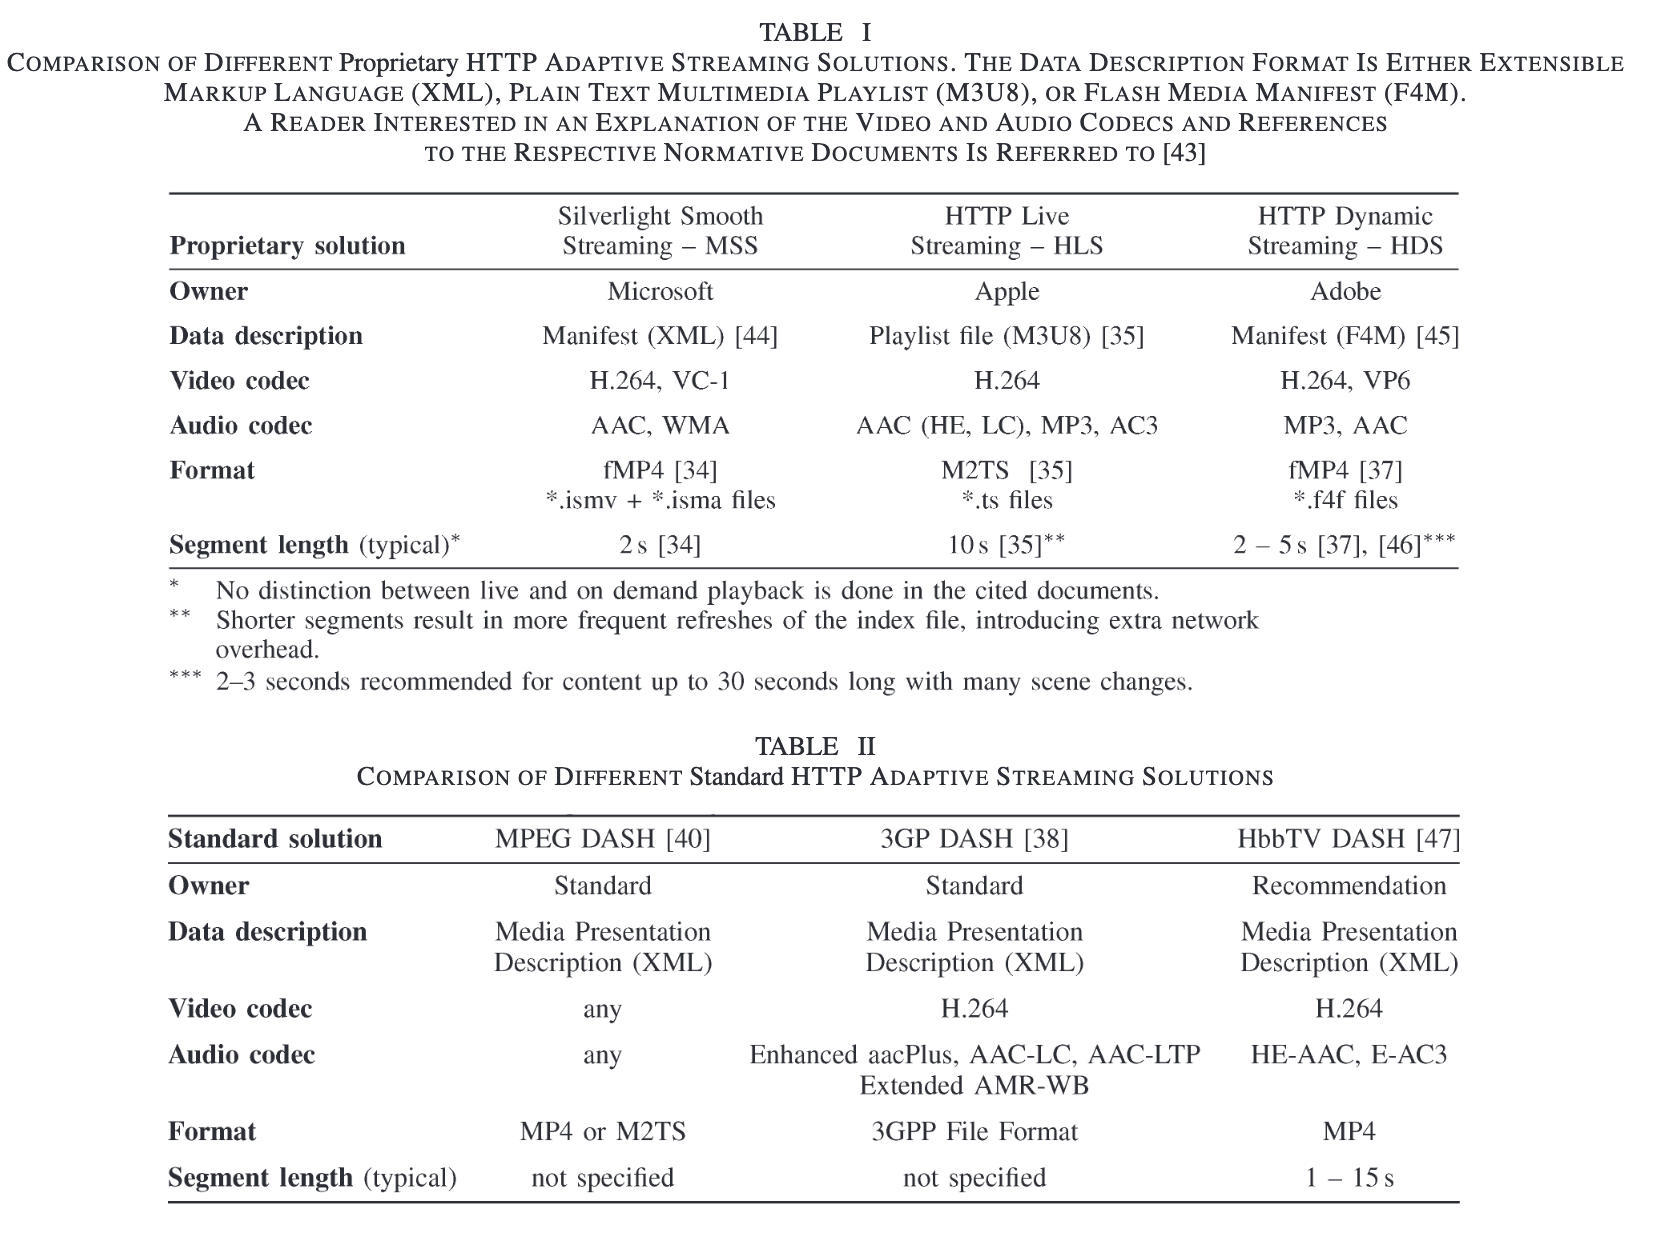 TABLE I
COMPARISON OF DIFFERENT Proprietary HTTP ADAPTIVE STREAMING SOLUTIONS. THE DATA DESCRIPTION FORMAT IS EITHER EXTENSIBLE
MARKUP LANGUAGE (XML), PLAIN TEXT MULTIMEDIA PLAYLIST (M3U8), OR FLASH MEDIA MANIFEST (F4M).
A READER INTERESTED IN AN EXPLANATION OF THE VIDEO AND AUDIO CODECS AND REFERENCES
TO THE RESPECTIVE NORMATIVE DOCUMENTS IS REFERRED TO [43]
Silverlight Smooth HTTP Live HTTP Dynamic
Proprietary solution Streaming – MSS Streaming – HLS Streaming – HDS
Owner Microsoft Apple Adobe
Data description Manifest (XML) [44] Playlist file (M3U8) [35] Manifest (F4M) [45]
Video codec H.264, VC-1 H.264 H.264, VP6
Audio codec AAC, WMA AAC (HE, LC), MP3, AC3 MP3, AAC
Format fMP4 [34] M2TS [35] fMP4 [37]
*.ismv + *.isma files *.ts files *.f4f files
Segment length (typical)* 2 s [34] 10 s [35]** 2 – 5 s [37], [46]***
* No distinction between live and on demand playback is done in the cited documents.
** Shorter segments result in more frequent refreshes of the index file, introducing extra network
overhead.
*** 2–3 seconds recommended for content up to 30 seconds long with many scene changes.
TABLE II
COMPARISON OF DIFFERENT Standard HTTP ADAPTIVE STREAMING SOLUTIONS
Standard solution MPEG DASH [40] 3GP DASH [38] HbbTV DASH [47]
Owner Standard Standard Recommendation
Data description Media Presentation Media Presentation Media Presentation
Description (XML) Description (XML) Description (XML)
Video codec any H.264 H.264
Audio codec any Enhanced aacPlus, AAC-LC, AAC-LTP HE-AAC, E-AC3
Extended AMR-WB
Format MP4 or M2TS 3GPP File Format MP4
Segment length (typical) not specified not specified 1 – 15 s